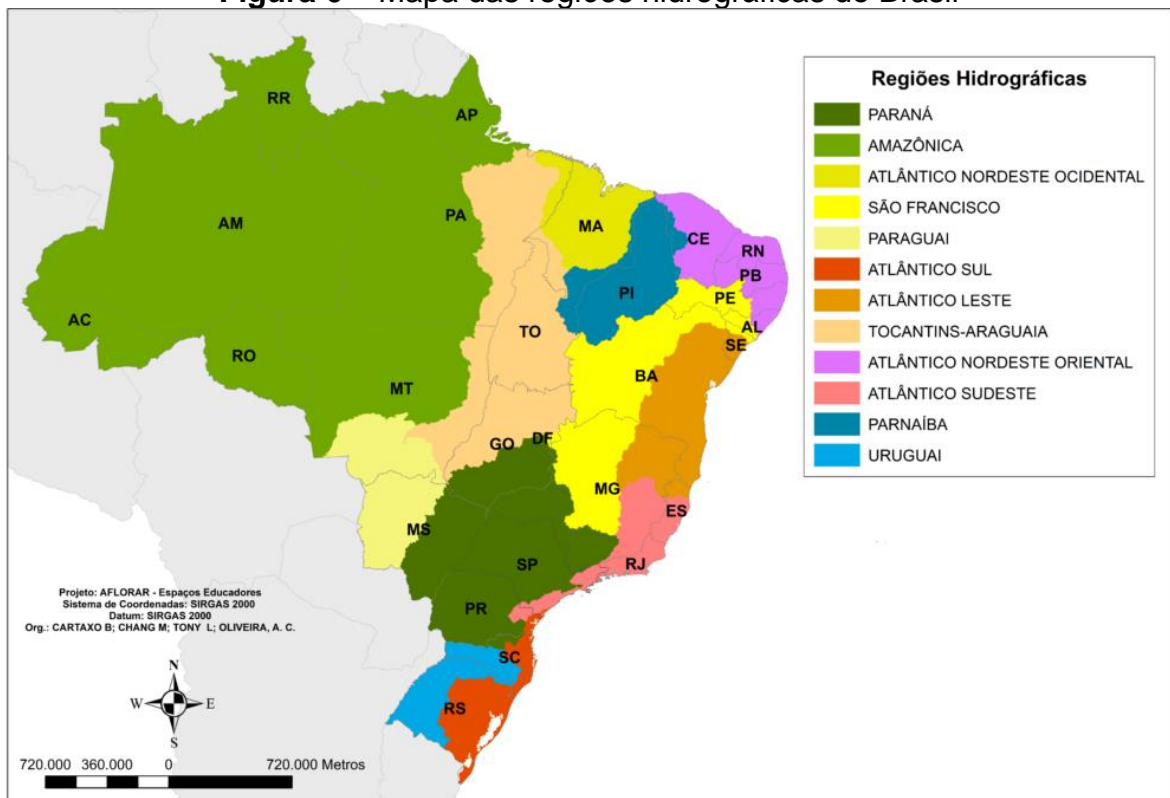 Mapa das regiões hidrográficas do Brasil
Regiões Hidrográficas
PARANÁ
AMAZÔNICA
ATLÂNTICO NORDESTE OCIDENTAL
SÃO FRANCISCO
PARAGUAI
ATLÂNTICO SUL
ATLÂNTICO LESTE
TOCANTINS-ARAGUAIA
ATLÂNTICO NORDESTE ORIENTAL
ATLÂNTICO SUDESTE
PARNAÍBA
URUGUAI
RR
AP
AM
PA
MA
CE
RN
PB
PI
PE
AL
SE
AC
RO
TO
BA
MT
GO
DF
MG
ES
MS
SP
RJ
PR
SC
RS
Projeto: AFLORAR - Espaços Educadores
Sistema de Coordenadas: SIRGAS 2000
Datum: SIRGAS 2000
Org.: CARTAXO B; CHANG M; TONY L; OLIVEIRA, A. C.
N
W E
S
720.000 360.000 0 720.000 Metros